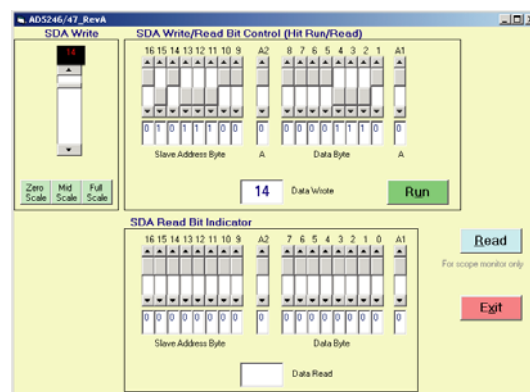 AD5246/47_RevA
SDA Write
SDA Write/Read Bit Control (Hit Run/Read)
14
16 15 14 13 12 11 10 9 A2 8 7 6 5 4 3 2 1 A1
0 1 0 1 1 1 0 0 0 0 0 0 0 1 1 1 0 0
Slave Address Byte A Data Byte A
Zero Scale
Mid Scale
Full Scale
14 Data Wrote
Run
SDA Read Bit Indicator
16 15 14 13 12 11 10 9 A2 7 6 5 4 3 2 1 0 A1
0 0 0 0 0 0 0 0 0 0 0 0 0 0 0 0 0 0
Slave Address Byte Data Byte
Data Read
Read
For scope monitor only
Exit